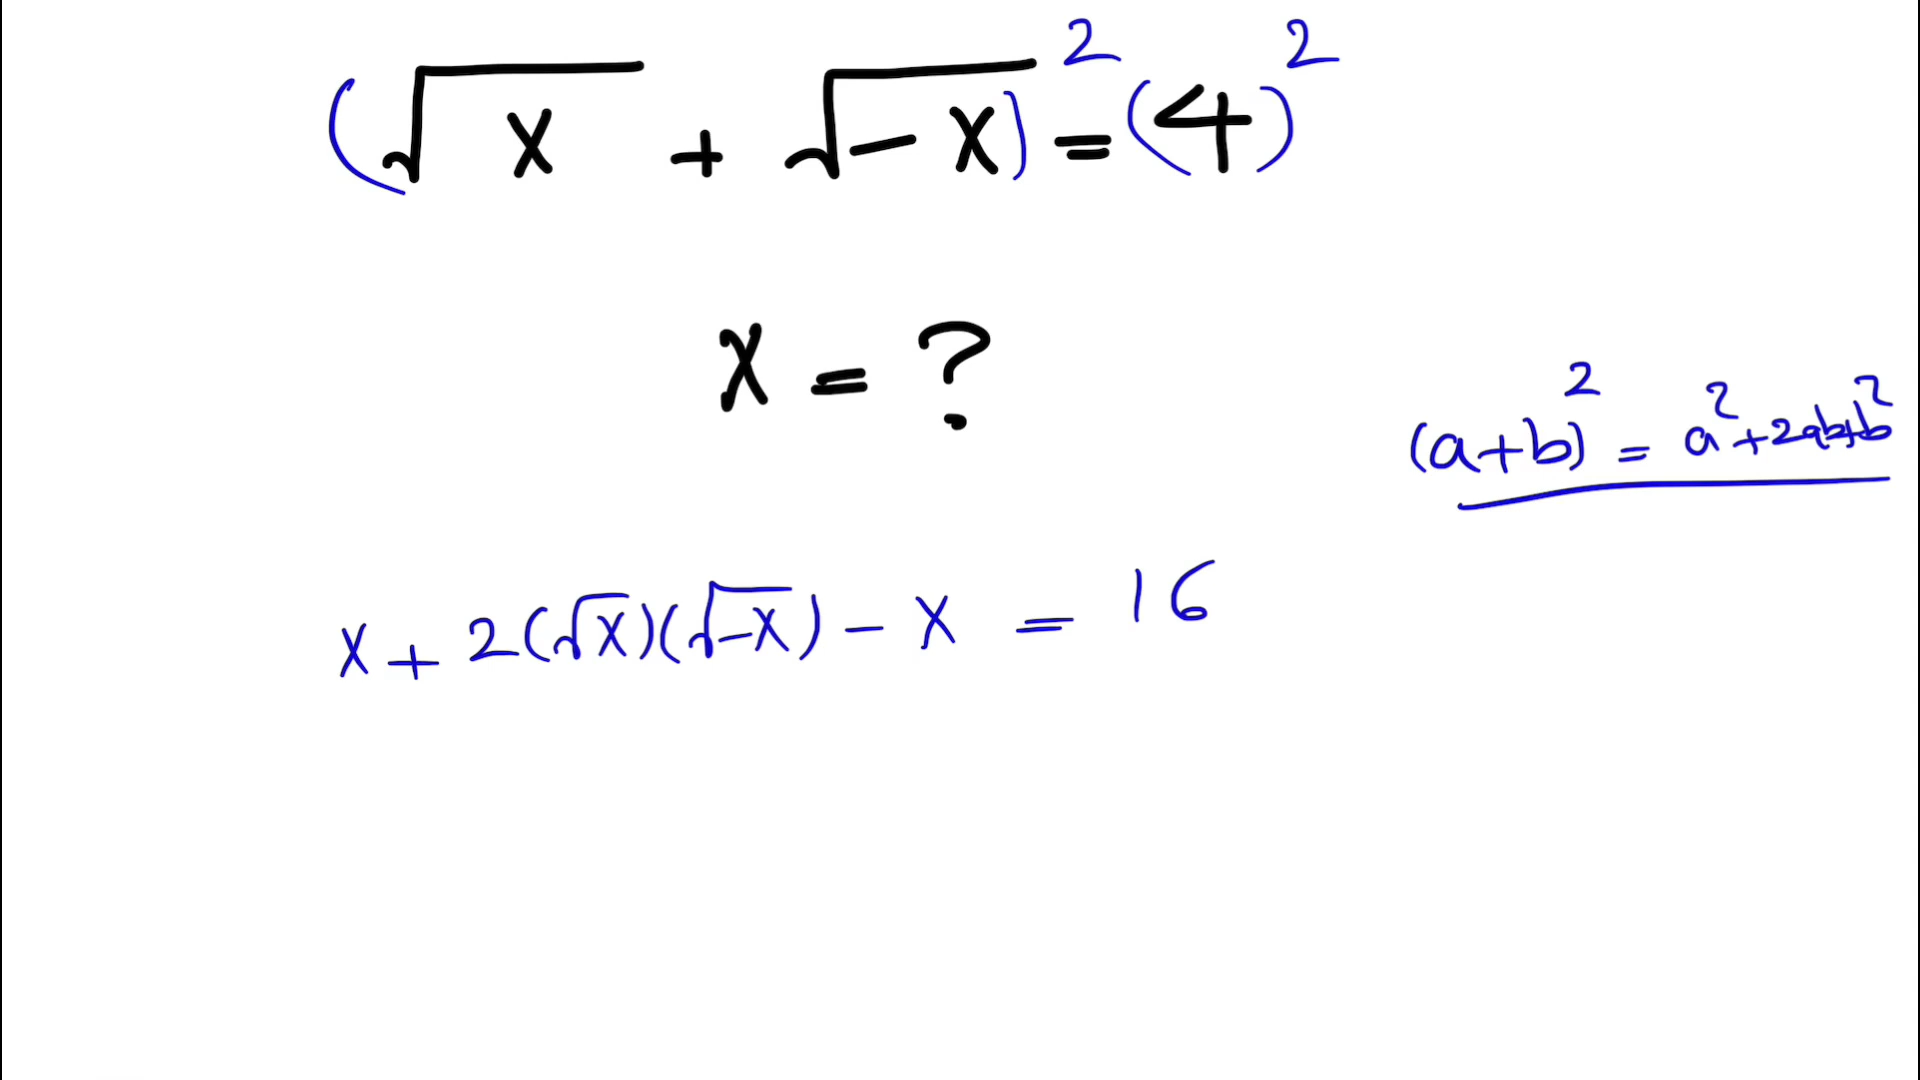 (√x + √-x)² = (4)²
x = ?
(a+b)² = a²+2ab+b²
x + 2(√x)(√-x) - x = 16